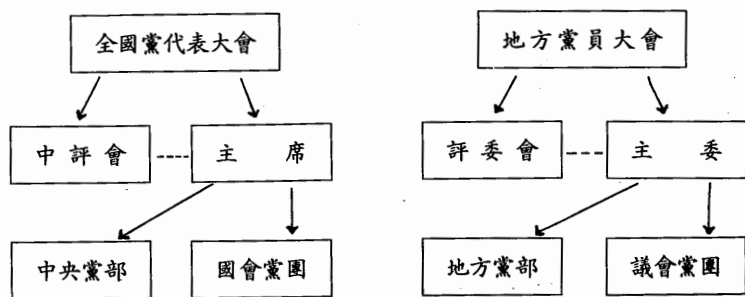 全國黨代表大會
中評會
主席
中央黨部
國會黨團
地方黨員大會
評委會
主委
地方黨部
議會黨團